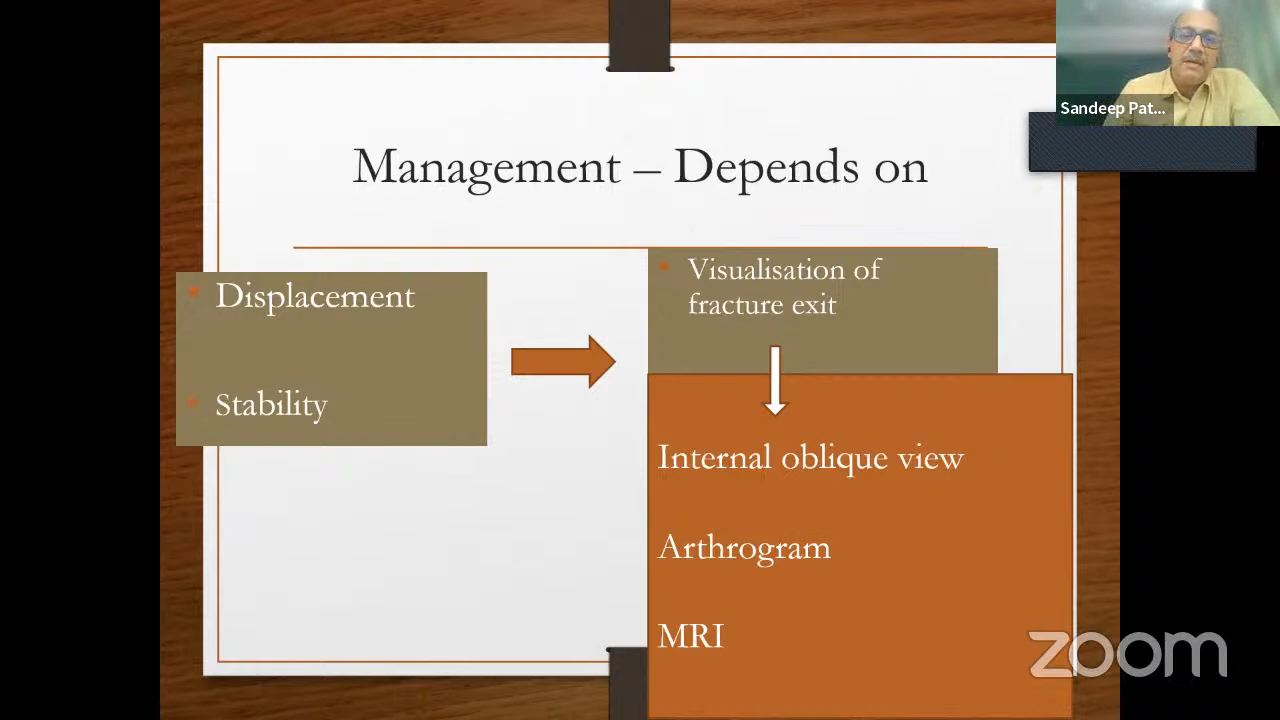 Sandeep Pat...
Management – Depends on
Displacement
Stability
Visualisation of
fracture exit
Internal oblique view
Arthrogram
MRI
zoom